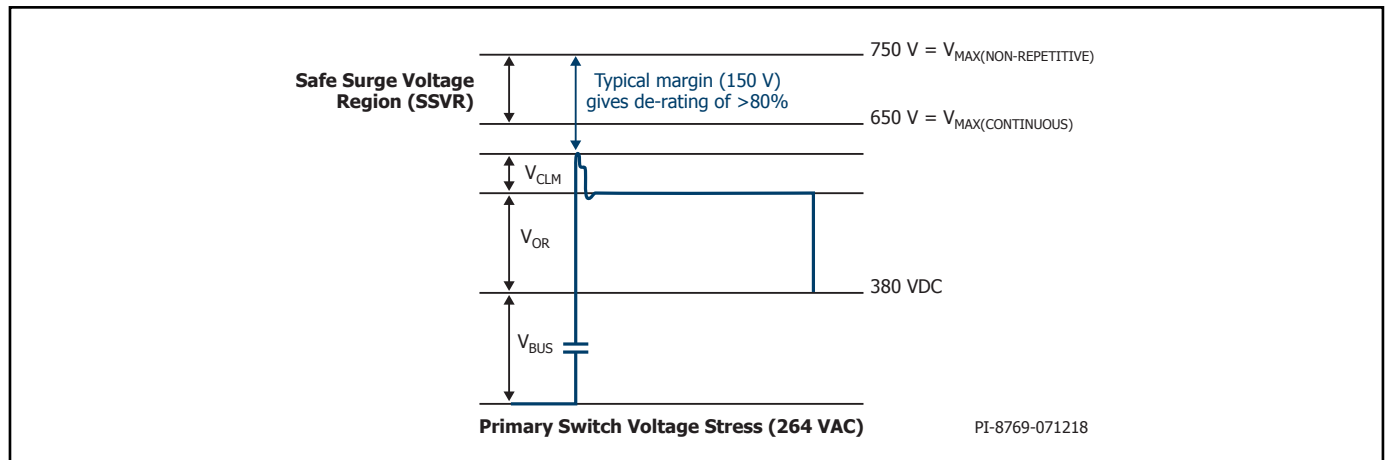 750 V = VMAX(NON-REPETITIVE)
Safe Surge Voltage
Region (SSVR)
Typical margin (150 V)
gives de-rating of >80%
650 V = VMAX(CONTINUOUS)
VCLM
VOR
380 VDC
VBUS
Primary Switch Voltage Stress (264 VAC)
PI-8769-071218